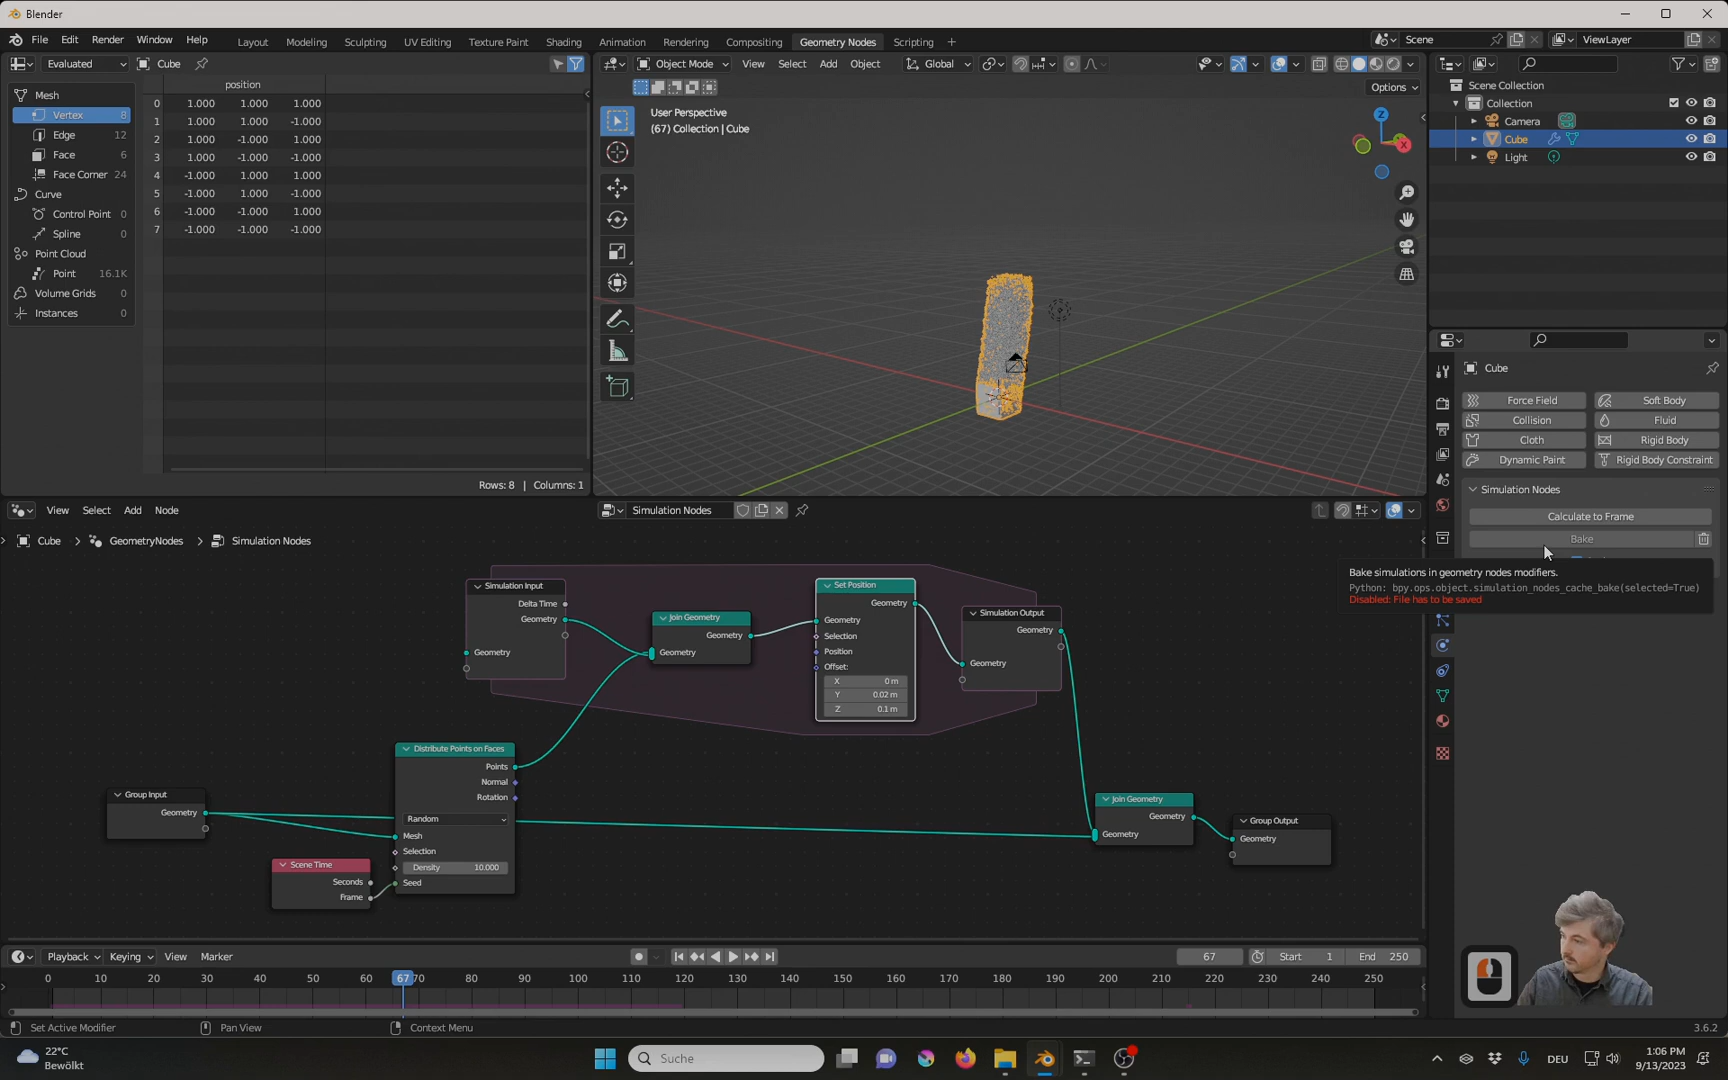 Blender
File Edit Render Window Help
Layout Modeling Sculpting UV Editing Texture Paint Shading Animation Rendering Compositing Geometry Nodes Scripting +
Scene
ViewLayer
Evaluated
Cube
Object Mode View Select Add Object
Global
Options
position
Mesh
Vertex 8
Edge 12
Face 6
Face Corner 24
Curve
Control Point 0
Spline 0
Point Cloud
Point 16.1K
Volume Grids 0
Instances 0
0 1.000 1.000 1.000
1 1.000 1.000 -1.000
2 1.000 -1.000 1.000
3 1.000 -1.000 -1.000
4 -1.000 1.000 1.000
5 -1.000 1.000 -1.000
6 -1.000 -1.000 1.000
7 -1.000 -1.000 -1.000
Rows: 8 | Columns: 1
User Perspective
(67) Collection | Cube
Z
X
Scene Collection
Collection
Camera
Cube
Light
Cube
Force Field
Soft Body
Collision
Fluid
Cloth
Rigid Body
Dynamic Paint
Rigid Body Constraint
Simulation Nodes
Calculate to Frame
Bake
Bake simulations in geometry nodes modifiers.
Python: bpy.ops.object.simulation_nodes_cache_bake(selected=True)
Disabled: File has to be saved
View Select Add Node
Simulation Nodes
Cube > GeometryNodes > Simulation Nodes
Simulation Input
Delta Time
Geometry
Geometry
Join Geometry
Geometry
Geometry
Set Position
Geometry
Geometry
Selection
Position
Offset:
X 0 m
Y 0.02 m
Z 0.1 m
Simulation Output
Geometry
Geometry
Distribute Points on Faces
Points
Normal
Rotation
Random
Mesh
Selection
Density 10.000
Seed
Group Input
Geometry
Scene Time
Seconds
Frame
Join Geometry
Geometry
Geometry
Group Output
Geometry
Playback Keying View Marker
67
Start 1
End 250
0 10 20 30 40 50 60 67 70 80 90 100 110 120 130 140 150 160 170 180 190 200 210 220 230 240 250
Set Active Modifier
Pan View
Context Menu
3.6.2
22°C
Bewölkt
Suche
DEU
1:06 PM
9/13/2023